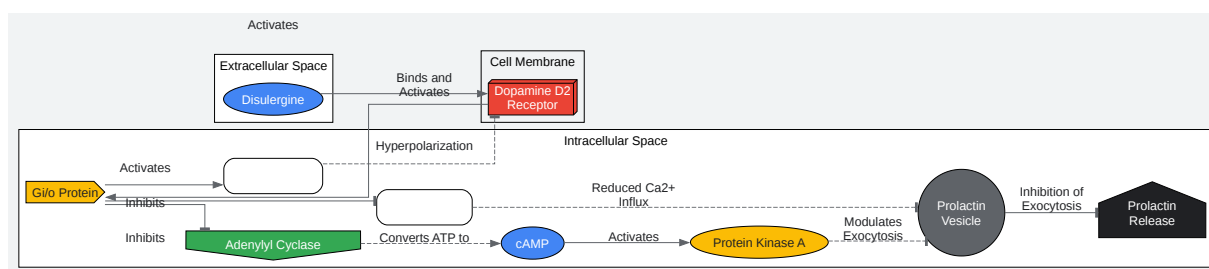 Activates
Extracellular Space
Disulergine
Binds and
Activates
Cell Membrane
Dopamine D2
Receptor
Intracellular Space
Hyperpolarization
Activates
Gi/o Protein
Inhibits
Inhibits
Adenylyl Cyclase
Converts ATP to
cAMP
Activates
Protein Kinase A
Reduced Ca2+
Influx
Modulates
Exocytosis
Prolactin
Vesicle
Inhibition of
Exocytosis
Prolactin
Release